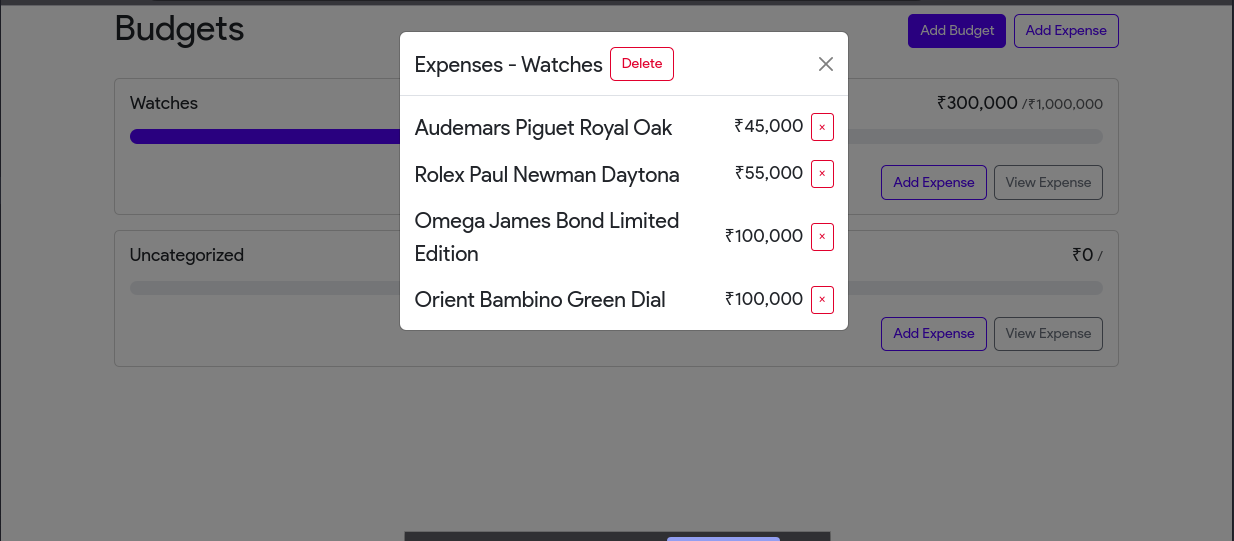 Budgets
Add Budget
Add Expense
Expenses - Watches
Delete
Watches
₹300,000 /₹1,000,000
Audemars Piguet Royal Oak
₹45,000
×
Rolex Paul Newman Daytona
₹55,000
×
Add Expense
View Expense
Omega James Bond Limited
Edition
₹100,000
×
Uncategorized
₹0 /
Orient Bambino Green Dial
₹100,000
×
Add Expense
View Expense